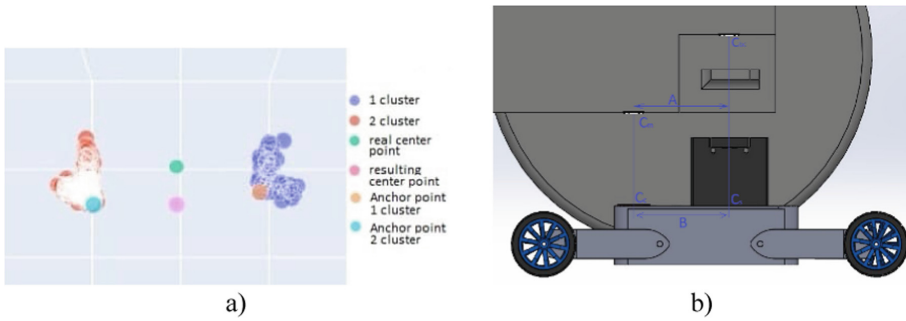 1 cluster
2 cluster
real center
point
resulting
center point
Anchor point
1 cluster
Anchor point
2 cluster
A
B
a)
b)